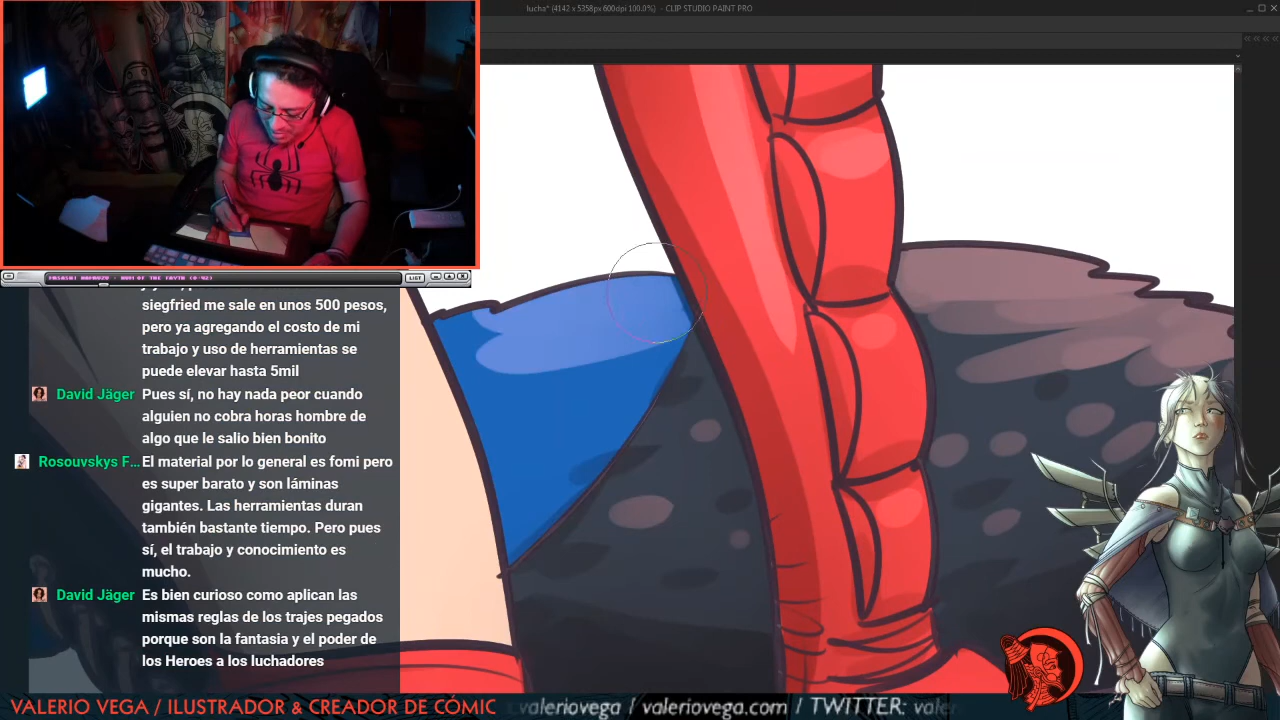 lucha* (4142 x 5358px 600dpi 100.0%) - CLIP STUDIO PAINT PRO
LIST
siegfried me sale en unos 500 pesos,
pero ya agregando el costo de mi
trabajo y uso de herramientas se
puede elevar hasta 5mil
David Jäger Pues sí, no hay nada peor cuando
alguien no cobra horas hombre de
algo que le salio bien bonito
Rosouvskys F... El material por lo general es fomi pero
es super barato y son láminas
gigantes. Las herramientas duran
también bastante tiempo. Pero pues
sí, el trabajo y conocimiento es
mucho.
David Jäger Es bien curioso como aplican las
mismas reglas de los trajes pegados
porque son la fantasia y el poder de
los Heroes a los luchadores
VALERIO VEGA / ILUSTRADOR & CREADOR DE CÓMIC valeriovega / valeriovega.com / TWITTER: valer